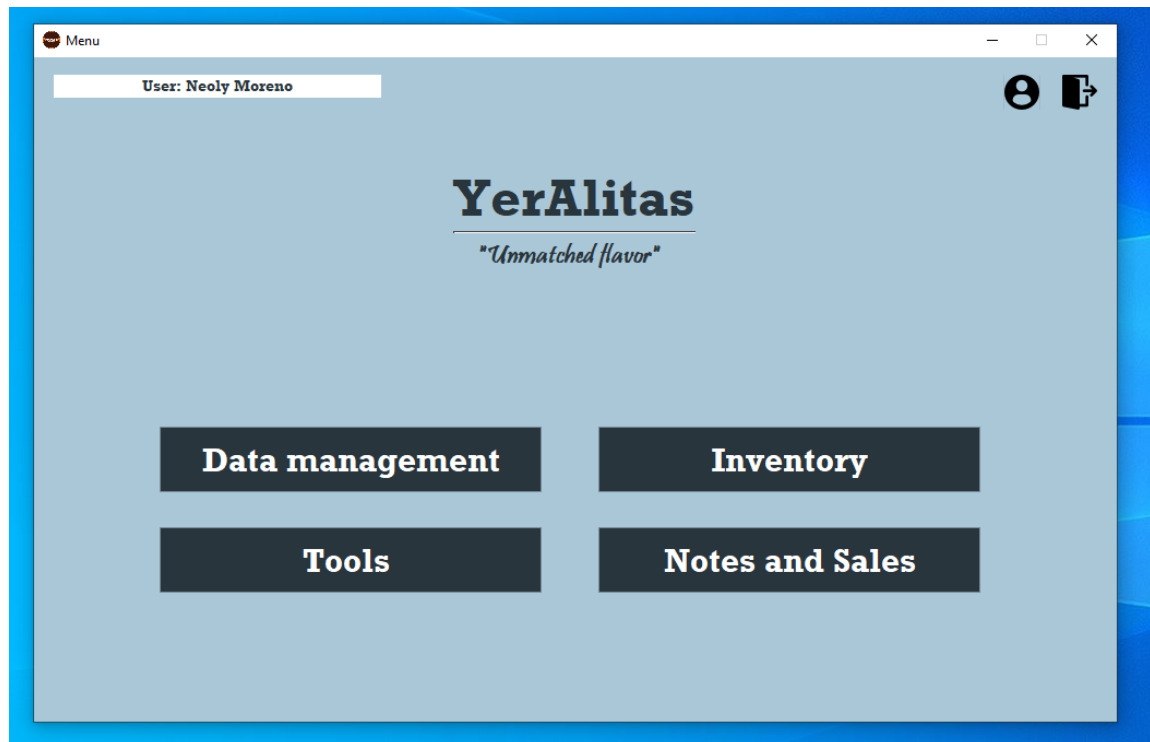 Menu
User: Neoly Moreno
YerAlitas
"Unmatched flavor"
Data management
Inventory
Tools
Notes and Sales